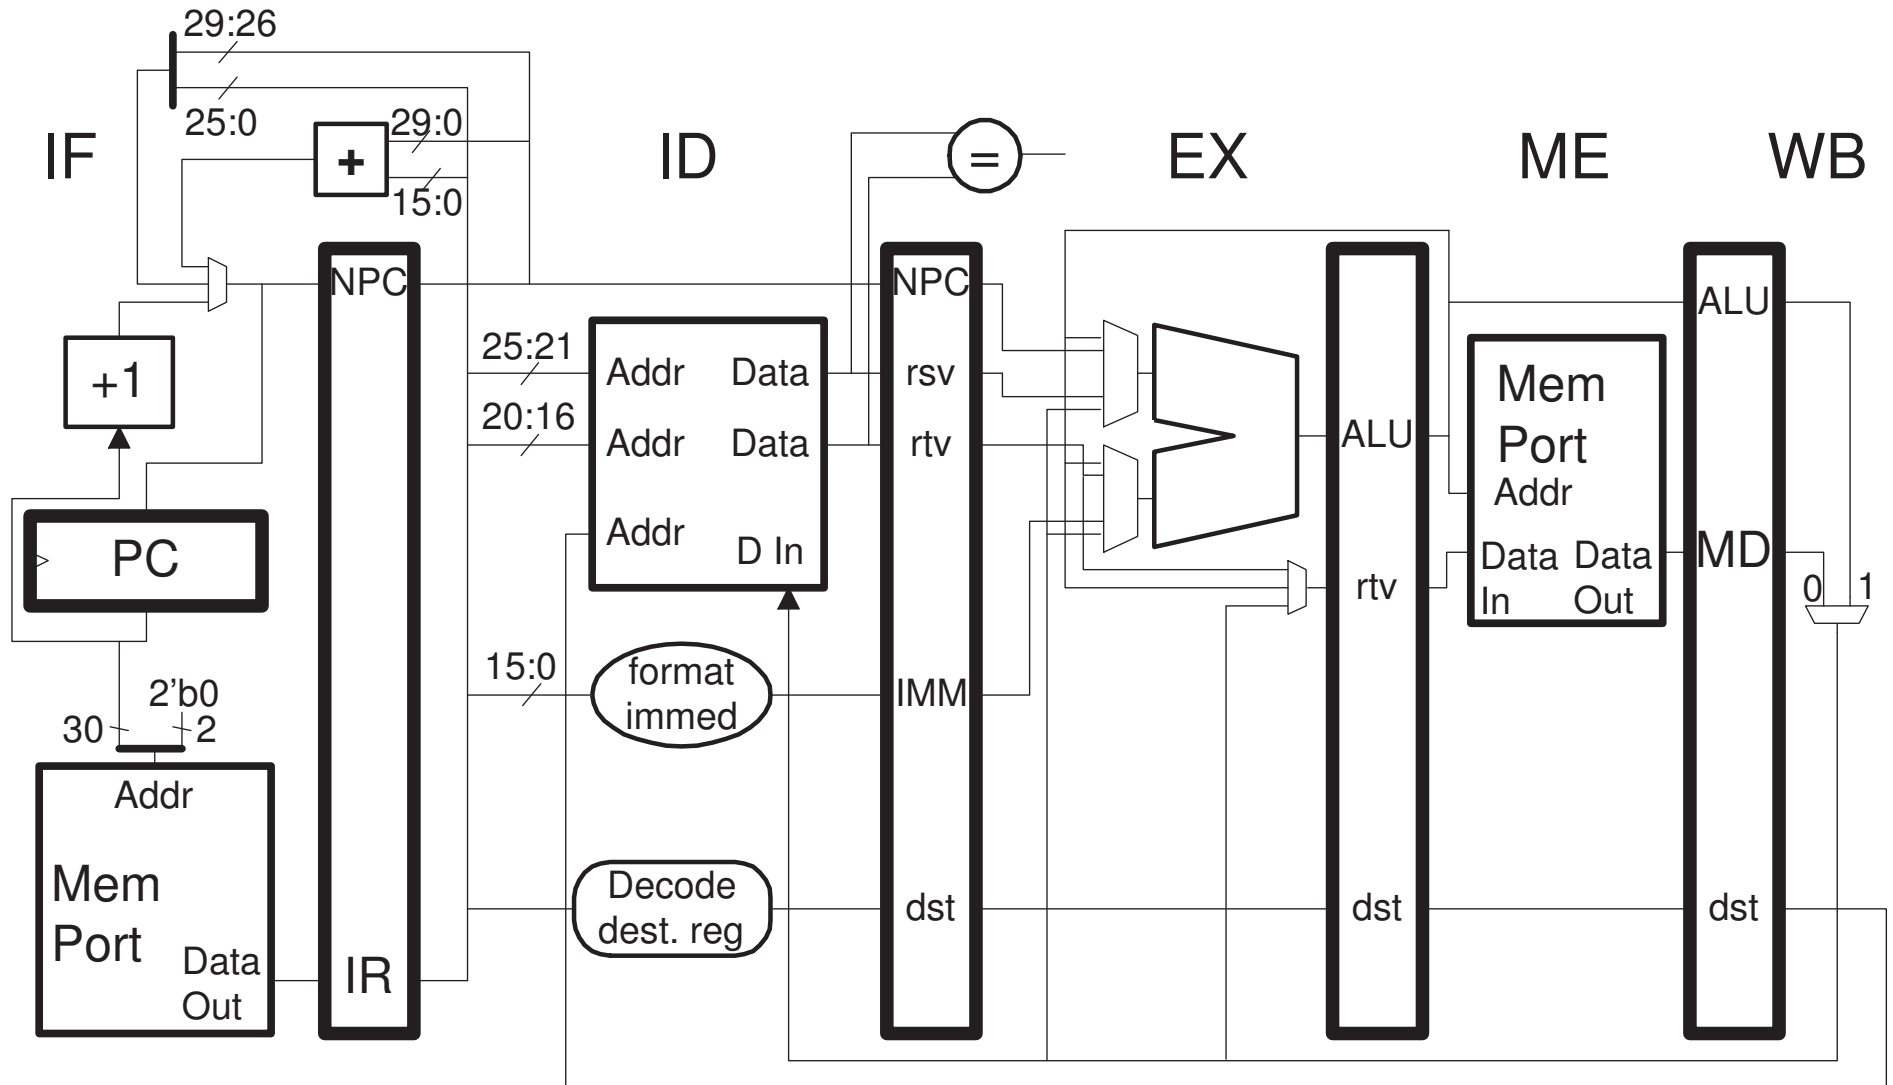 29:26
25:0
IF
29:0
+
15:0
ID
=
EX
ME
WB
NPC
NPC
ALU
+1
25:21
Addr
Data
rsv
20:16
Addr
Data
rtv
ALU
Mem
Port
Addr
Addr
D In
PC
MD
Data
In
Data
Out
rtv
0
1
15:0
format
immed
IMM
2'b0
30
2
Addr
Mem
Port
Data
Out
IR
Decode
dest. reg
dst
dst
dst